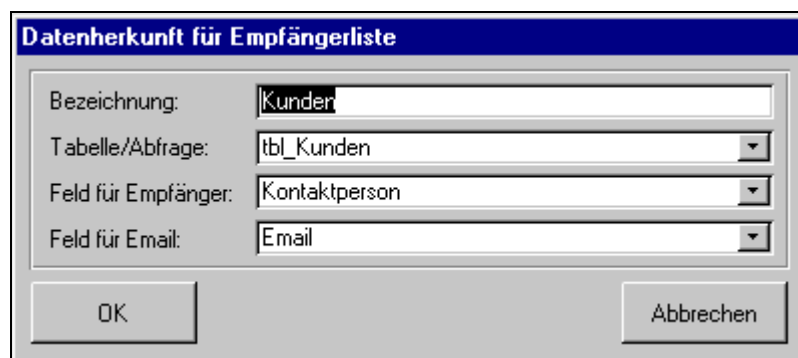 Datenherkunft für Empfängerliste
Bezeichnung: Kunden
Tabelle/Abfrage: tbl_Kunden
Feld für Empfänger: Kontaktperson
Feld für Email: Email
OK Abbrechen